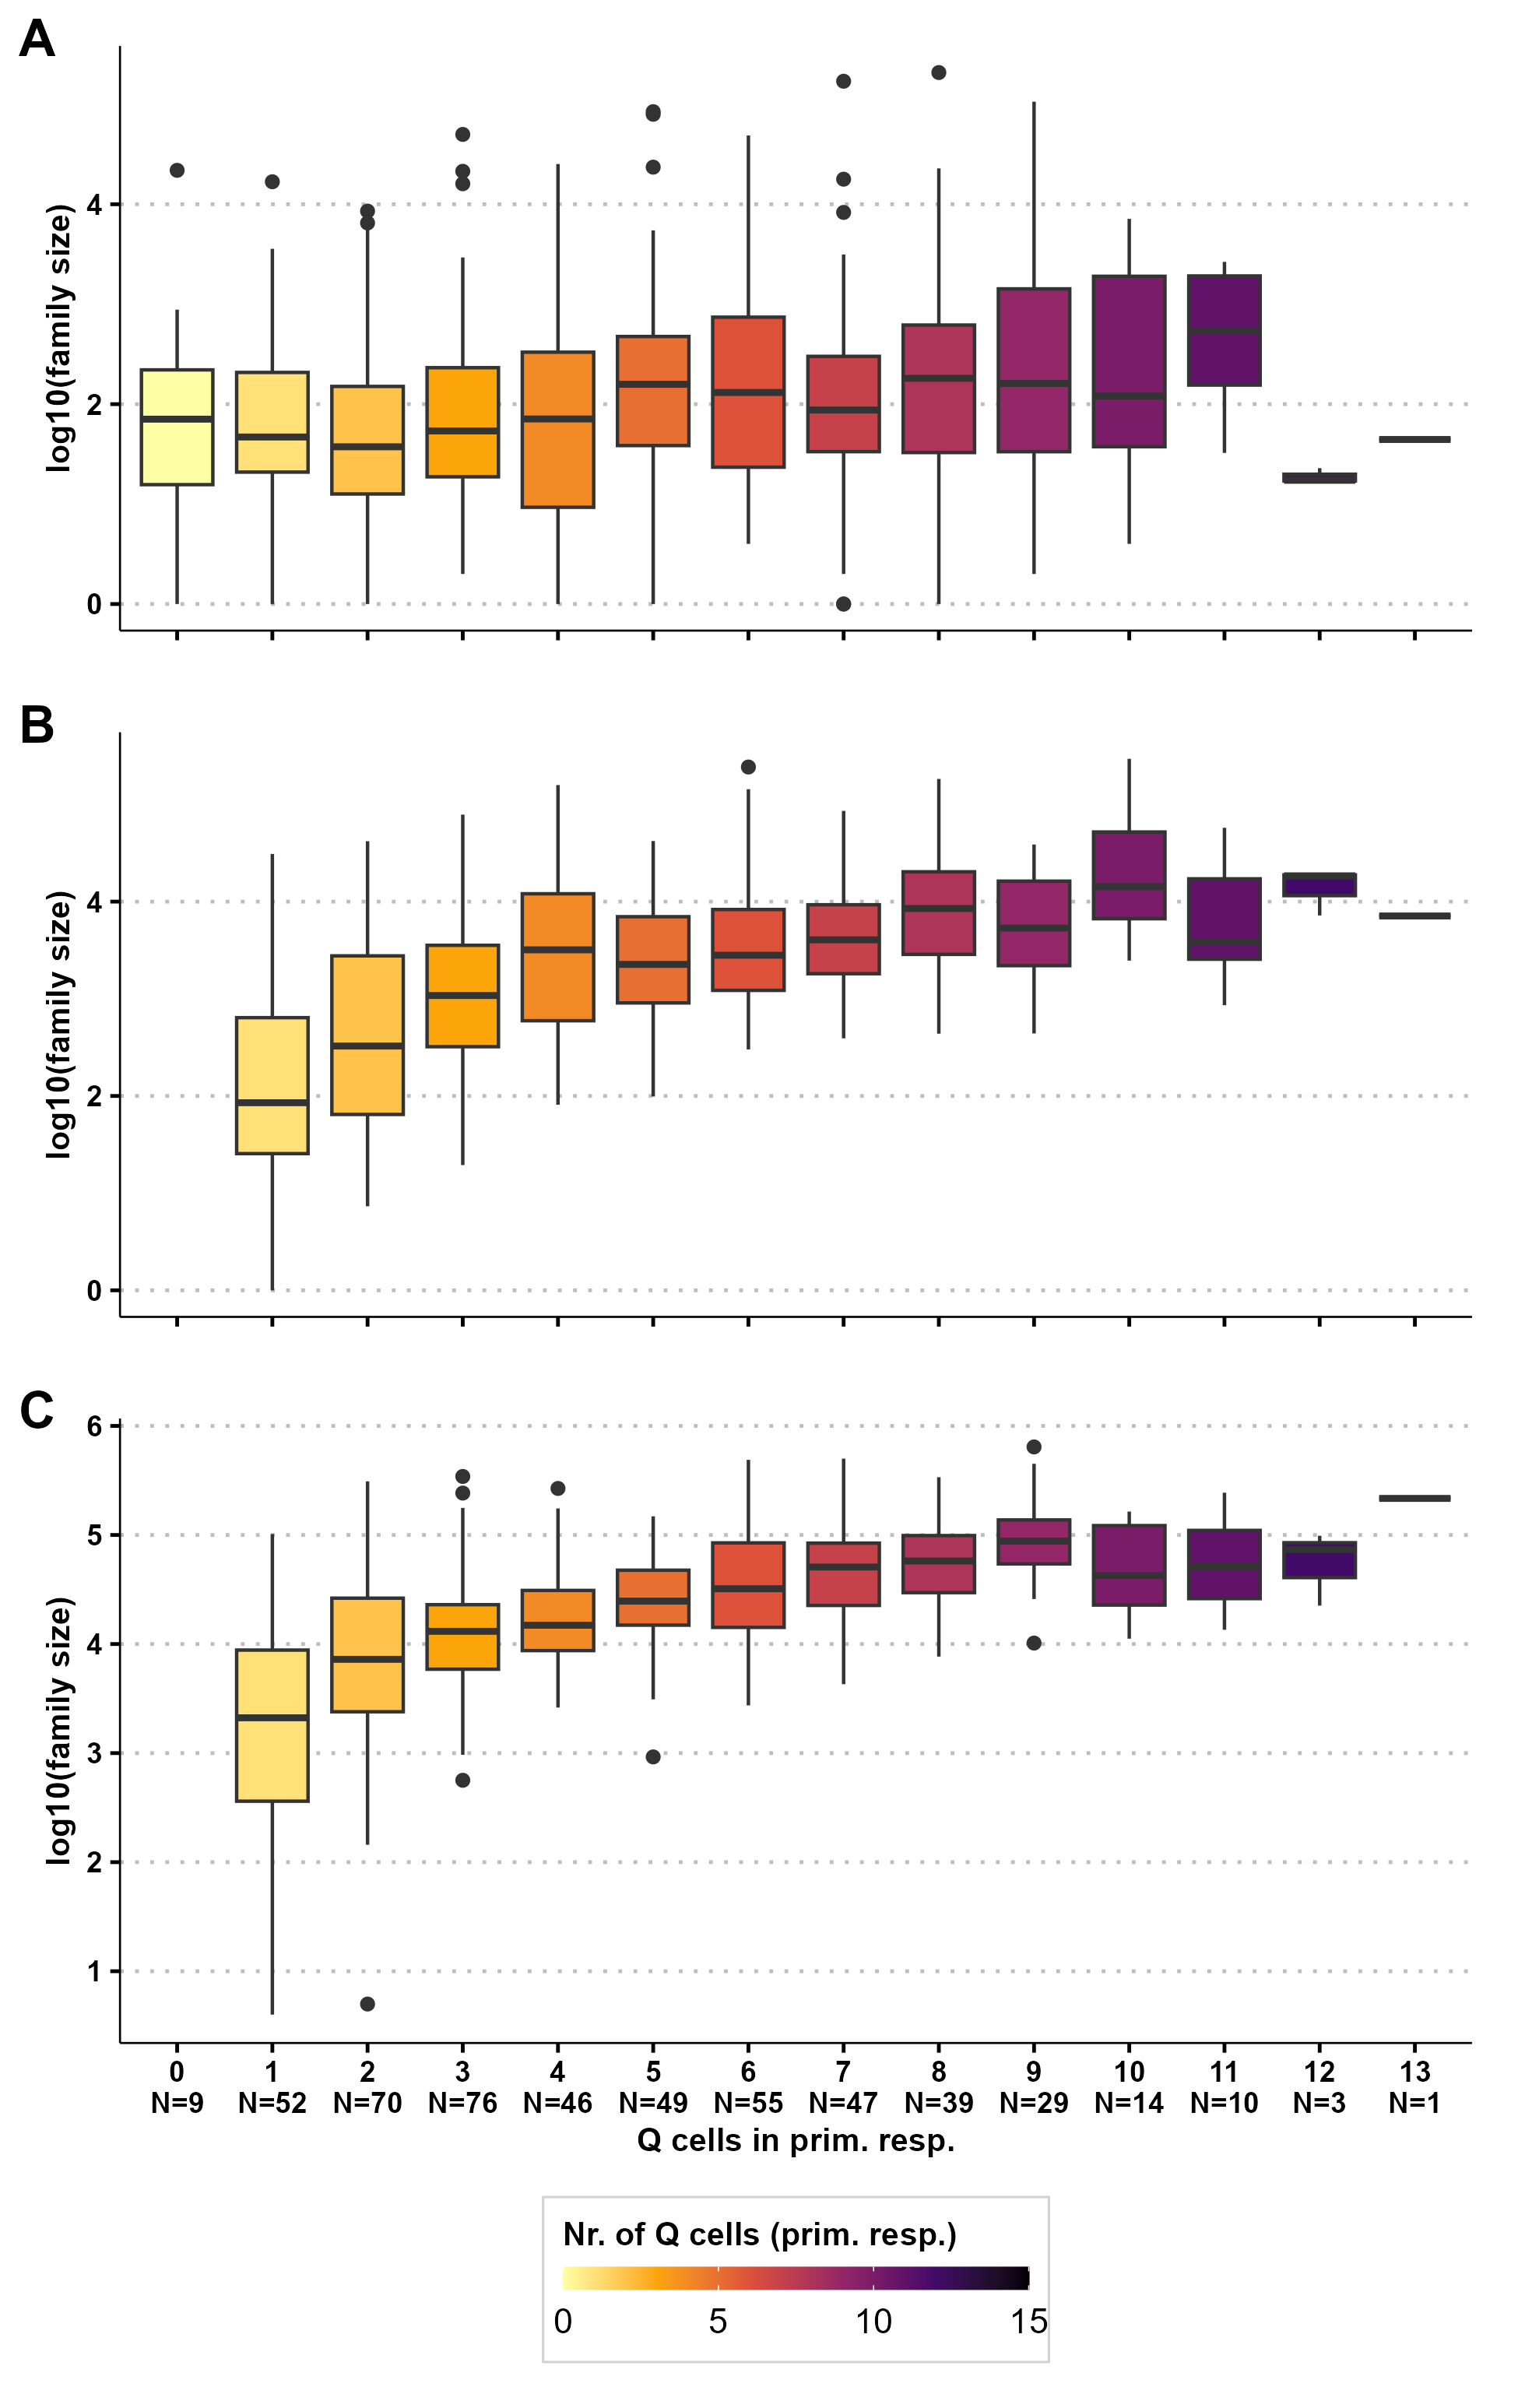 A
log10(family size)
4
2
0
B
log10(family size)
4
2
0
C
log10(family size)
6
5
4
3
2
1
0 1 2 3 4 5 6 7 8 9 10 11 12 13
N=9 N=52 N=70 N=76 N=46 N=49 N=55 N=47 N=39 N=29 N=14 N=10 N=3 N=1
Q cells in prim. resp.
Nr. of Q cells (prim. resp.)
0 5 10 15